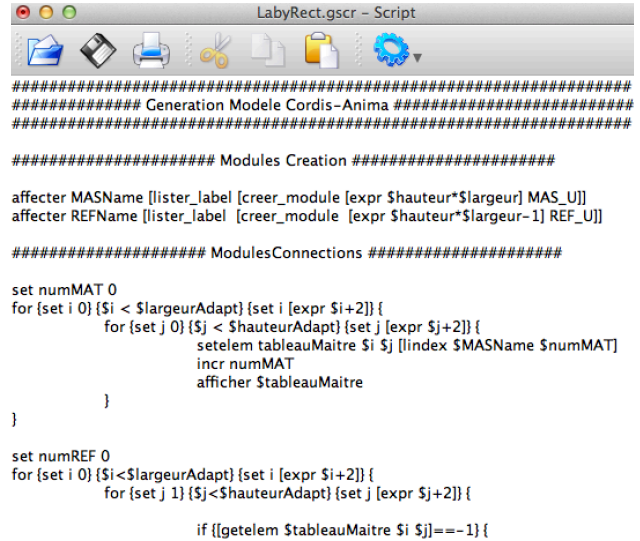 LabyRect.gscr - Script
####################################################################
############## Generation Modele Cordis-Anima ##########################
####################################################################
###################### Modules Creation ######################
affecter MASName [lister_label [creer_module [expr $hauteur*$largeur] MAS_U]]
affecter REFName [lister_label  [creer_module  [expr $hauteur*$largeur-1] REF_U]]
##################### ModulesConnections #####################
set numMAT 0
for {set i 0} {$i < $largeurAdapt} {set i [expr $i+2]} {
for {set j 0} {$j < $hauteurAdapt} {set j [expr $j+2]} {
setelem tableauMaitre $i $j [lindex $MASName $numMAT]
incr numMAT
afficher $tableauMaitre
}
}
set numREF 0
for {set i 0} {$i<$largeurAdapt} {set i [expr $i+2]} {
for {set j 1} {$j<$hauteurAdapt} {set j [expr $j+2]} {
if {[getelem $tableauMaitre $i $j]==-1} {